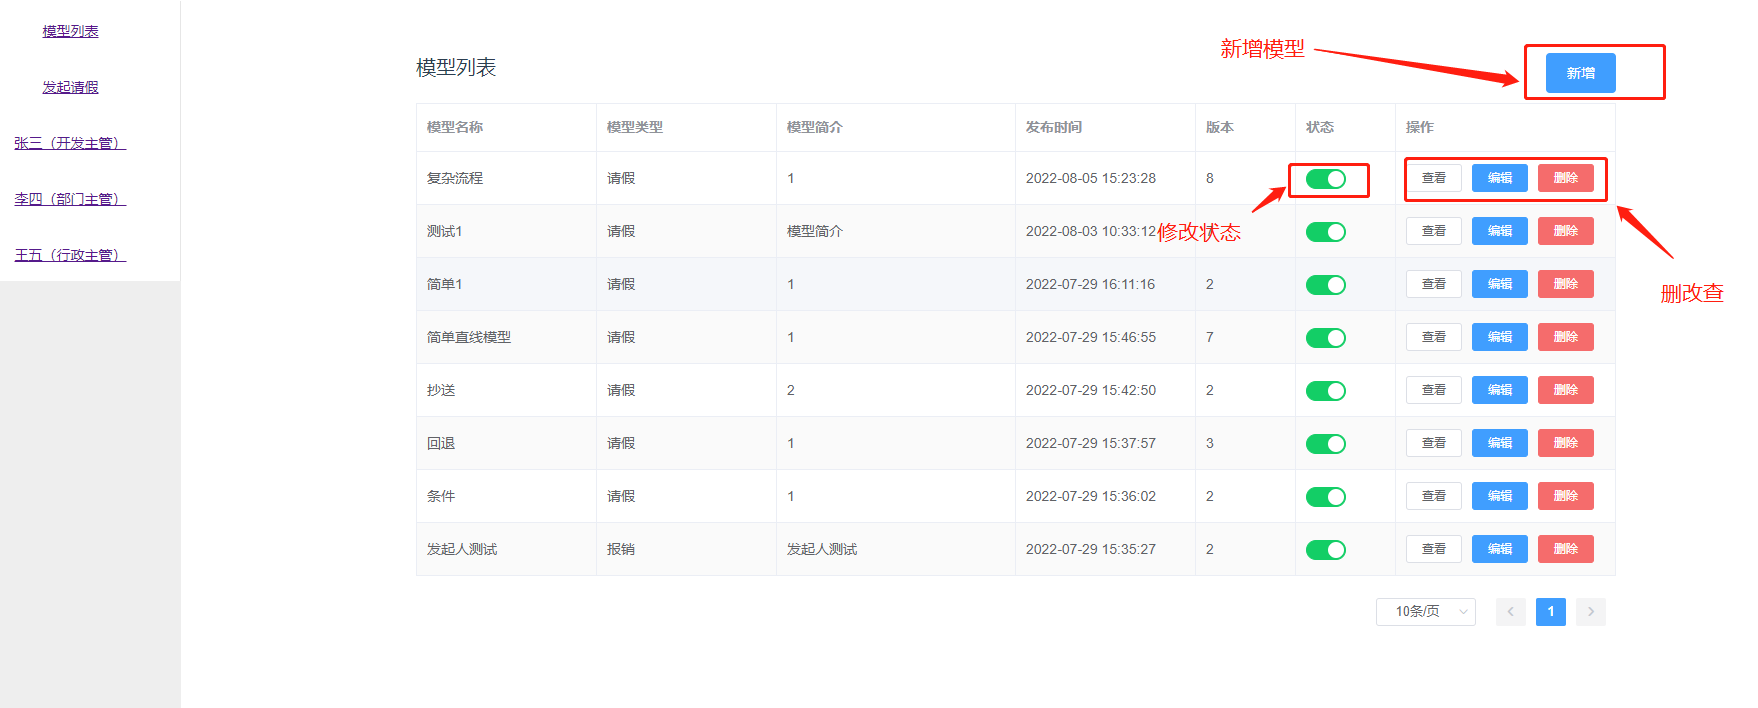 模型列表
发起请假
张三（开发主管）
李四（部门主管）
王五（行政主管）
模型列表
新增模型
新增
模型名称 模型类型 模型简介 发布时间 版本 状态 操作
复杂流程 请假 1 2022-08-05 15:23:28 8 查看 编辑 删除
测试1 请假 模型简介 2022-08-03 10:33:12 查看 编辑 删除
修改状态
简单1 请假 1 2022-07-29 16:11:16 2 查看 编辑 删除
删改查
简单直线模型 请假 1 2022-07-29 15:46:55 7 查看 编辑 删除
抄送 请假 2 2022-07-29 15:42:50 2 查看 编辑 删除
回退 请假 1 2022-07-29 15:37:57 3 查看 编辑 删除
条件 请假 1 2022-07-29 15:36:02 2 查看 编辑 删除
发起人测试 报销 发起人测试 2022-07-29 15:35:27 2 查看 编辑 删除
10条/页 1